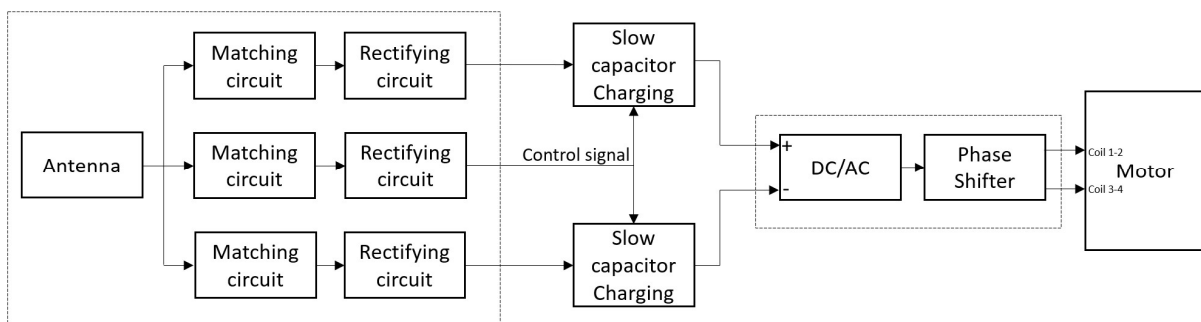 Matching
circuit
Rectifying
circuit
Slow
capacitor
Charging
Antenna
Matching
circuit
Rectifying
circuit
Control signal
+
-
DC/AC
Phase
Shifter
Coil 1-2
Coil 3-4
Motor
Matching
circuit
Rectifying
circuit
Slow
capacitor
Charging